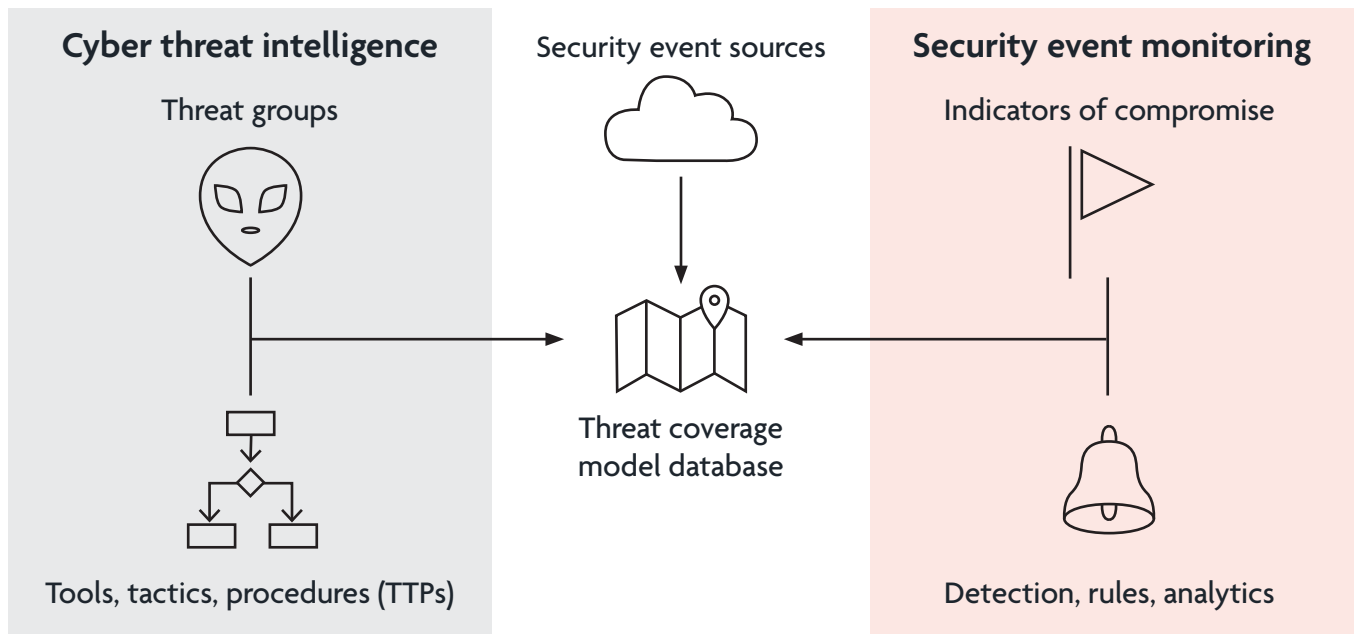 Cyber threat intelligence
Threat groups
Tools, tactics, procedures (TTPs)
Security event sources
Threat coverage
model database
Security event monitoring
Indicators of compromise
Detection, rules, analytics